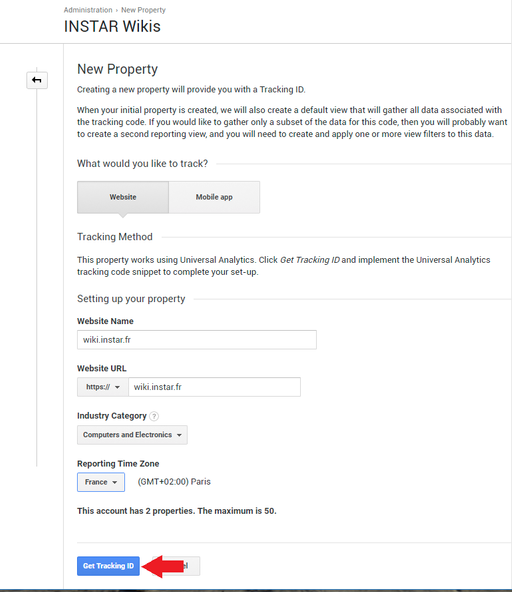 Administration › New Property
INSTAR Wikis
New Property
Creating a new property will provide you with a Tracking ID.
When your initial property is created, we will also create a default view that will gather all data associated with
the tracking code. If you would like to gather only a subset of the data for this code, then you will probably want
to create a second reporting view, and you will need to create and apply one or more view filters to this data.
What would you like to track?
Website Mobile app
Tracking Method
This property works using Universal Analytics. Click Get Tracking ID and implement the Universal Analytics
tracking code snippet to complete your set-up.
Setting up your property
Website Name
wiki.instar.fr
Website URL
https:// wiki.instar.fr
Industry Category ?
Computers and Electronics
Reporting Time Zone
France (GMT+02:00) Paris
This account has 2 properties. The maximum is 50.
Get Tracking ID